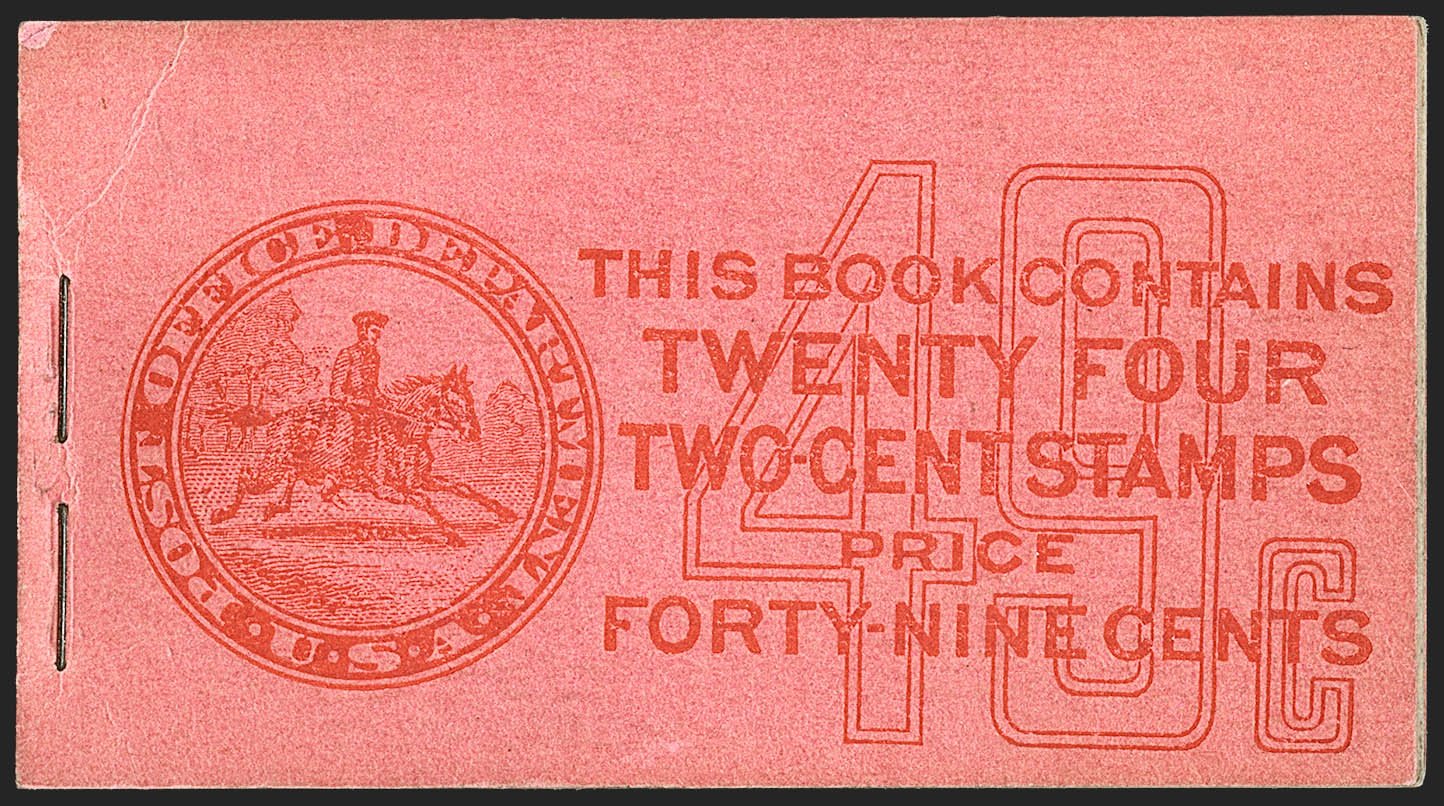 POST OFFICE DEPARTMENT
• U • S • A •
49c
THIS BOOK CONTAINS
TWENTY FOUR
TWO-CENT STAMPS
PRICE
FORTY-NINE CENTS